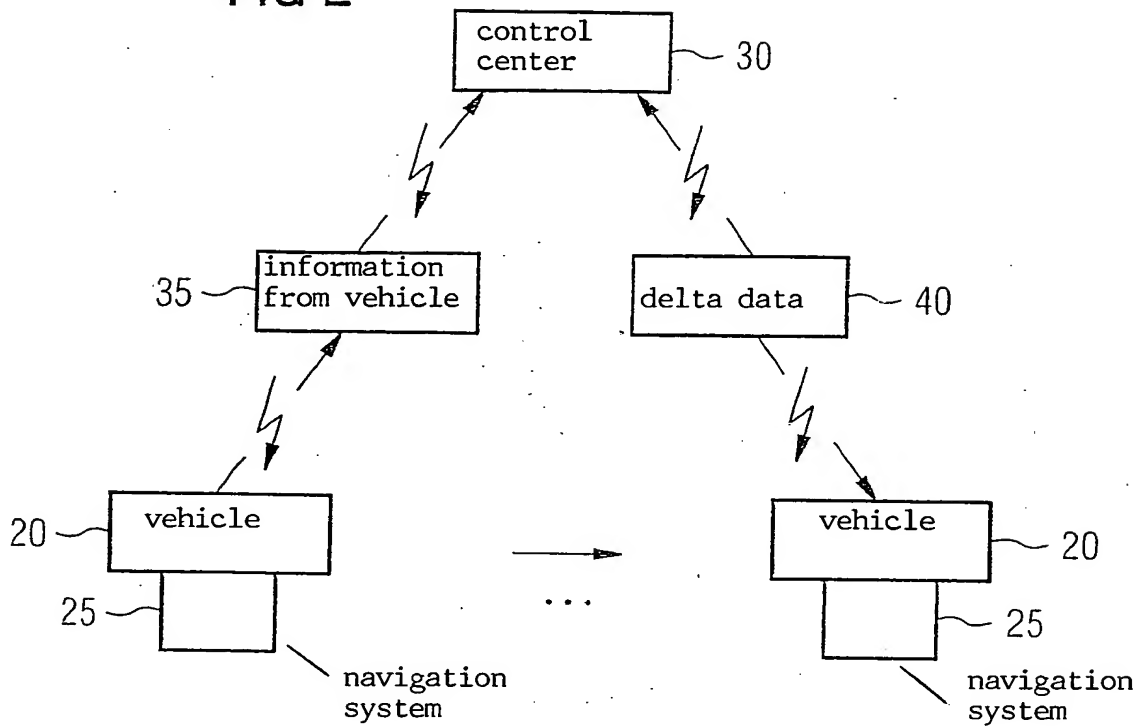 FIG 2
control
center
30
information
from vehicle
35
delta data
40
vehicle
20
vehicle
20
...
25
25
navigation
system
navigation
system